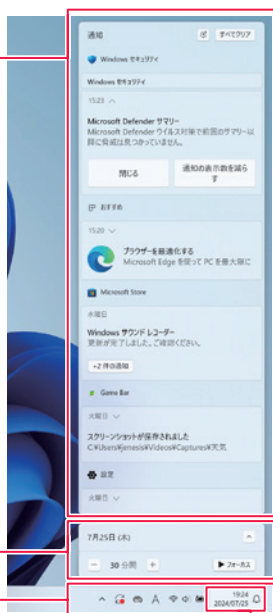 通知
すべてクリア
Windows セキュリティ
Windows セキュリティ
15:23
Microsoft Defender サマリー
Microsoft Defender ウイルス対策で前回のサマリー以
降に脅威は見つかっていません。
閉じる
通知の表示数を減ら
す
おすすめ
15:20
ブラウザーを最適化する
Microsoft Edge を使って PC を最大限に
Microsoft Store
水曜日
Windows サウンド レコーダー
更新が完了しました。ご確認ください。
+2 件の通知
Game Bar
火曜日
スクリーンショットが保存されました
C:¥Users¥jenesis¥Videos¥Captures¥天気
設定
火曜日
7月25日 (木)
30 分間
フォーカス
A
19:24
2024/07/25